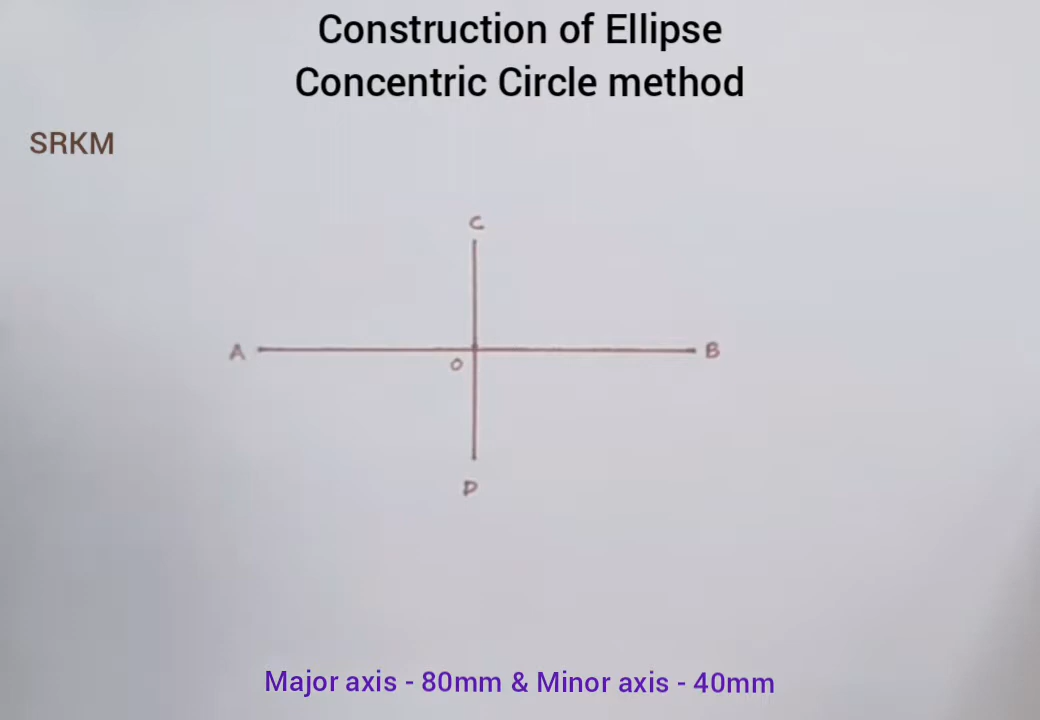 Construction of Ellipse
Concentric Circle method
SRKM
C
A
B
O
D
Major axis - 80mm & Minor axis - 40mm